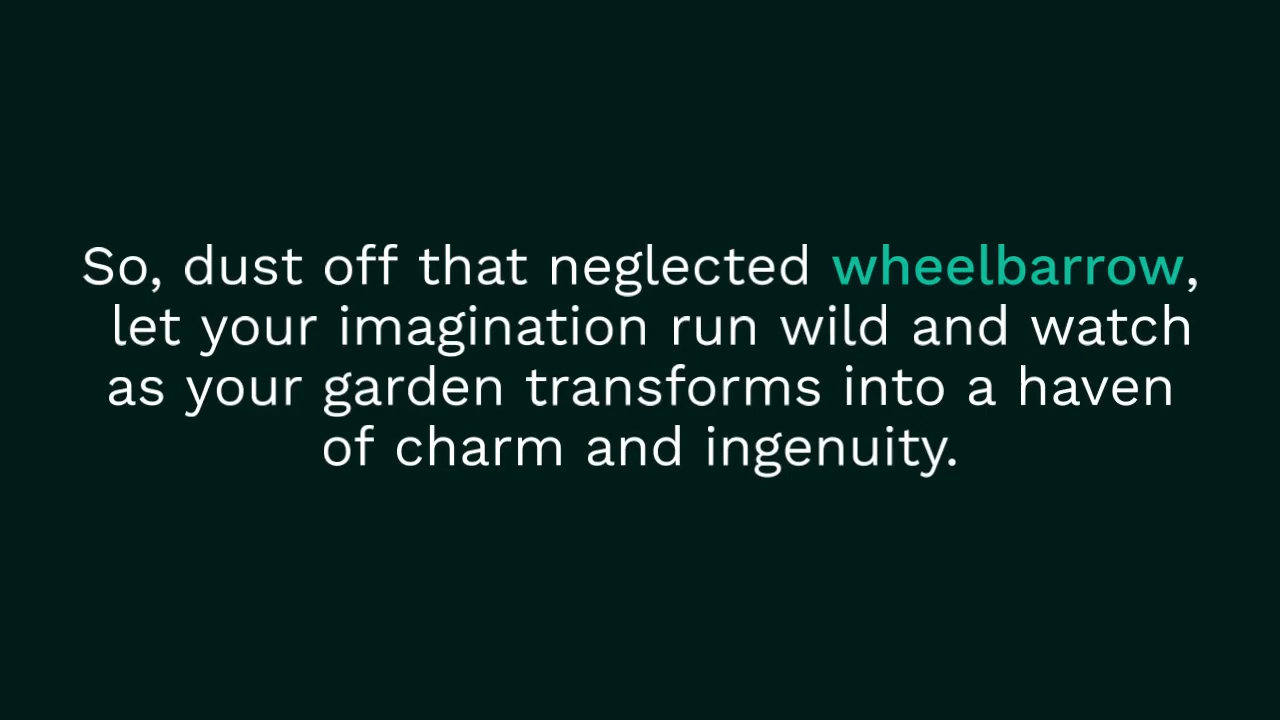 So, dust off that neglected wheelbarrow,
let your imagination run wild and watch
as your garden transforms into a haven
of charm and ingenuity.